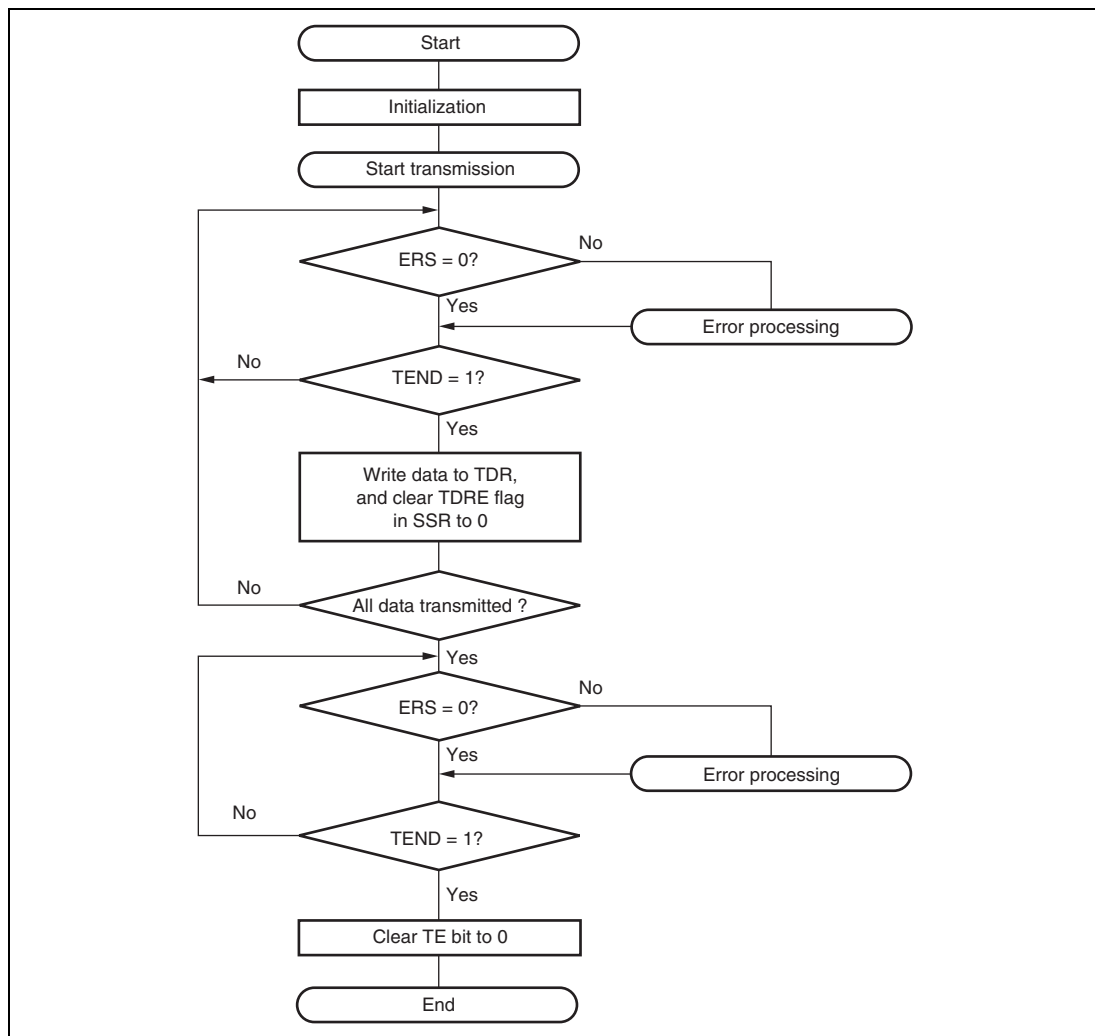 Start
Initialization
Start transmission
ERS = 0?
No
Yes
Error processing
No
TEND = 1?
Yes
Write data to TDR,
and clear TDRE flag
in SSR to 0
No
All data transmitted ?
Yes
ERS = 0?
No
Yes
Error processing
No
TEND = 1?
Yes
Clear TE bit to 0
End